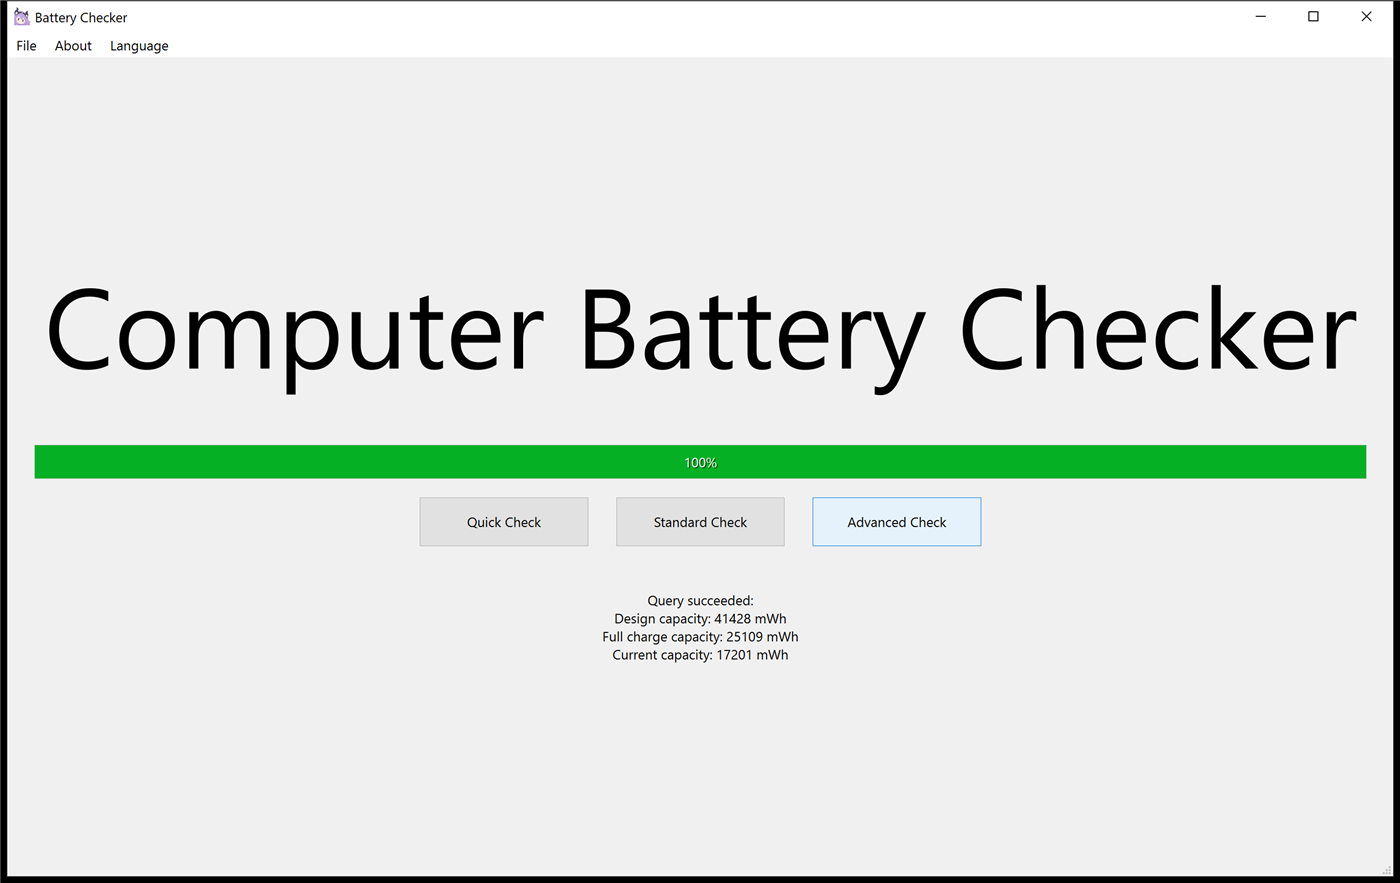 Battery Checker
File About Language
Computer Battery Checker
100%
Quick Check Standard Check Advanced Check
Query succeeded:
Design capacity: 41428 mWh
Full charge capacity: 25109 mWh
Current capacity: 17201 mWh